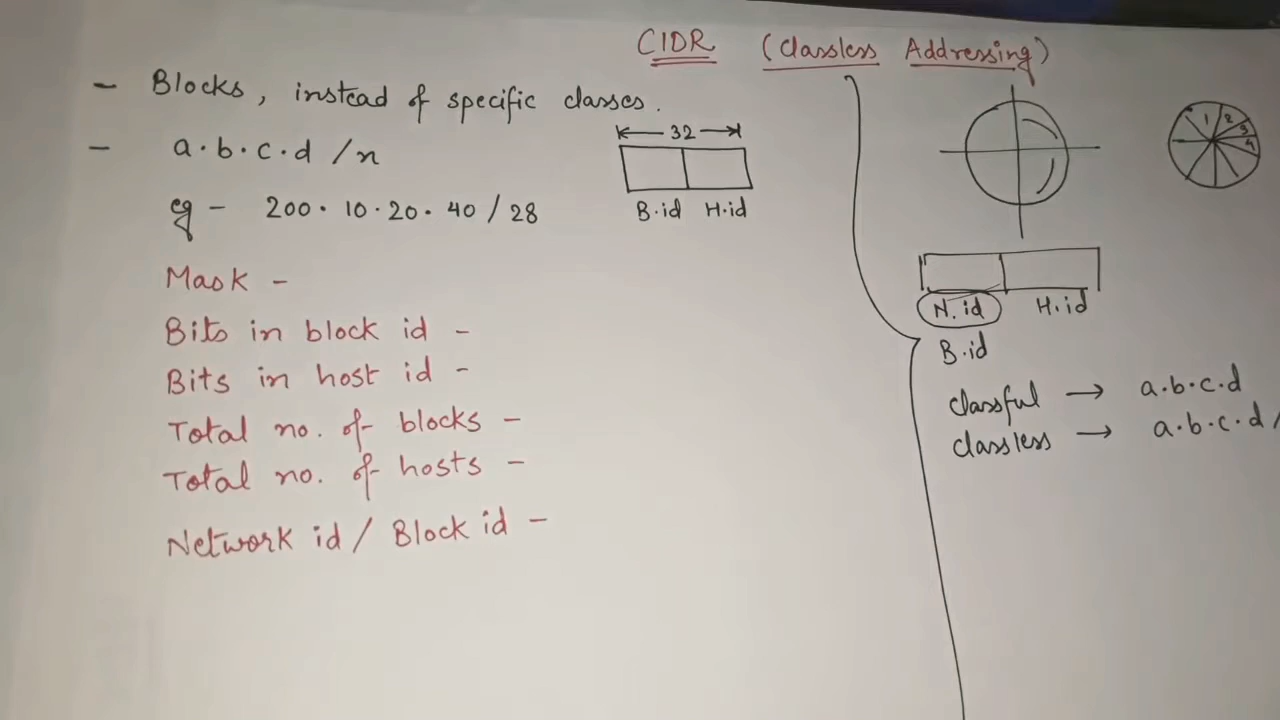 CIDR (Classless Addressing)
- Blocks, instead of specific classes.
- a.b.c.d /n
eg - 200.10.20.40/28
32
B.id H.id
Mask -
Bits in block id -
Bits in host id -
Total no. of blocks -
Total no. of hosts -
Network id / Block id -
1 2 3 4
N.id H.id
B.id
classful → a.b.c.d
classless → a.b.c.d/